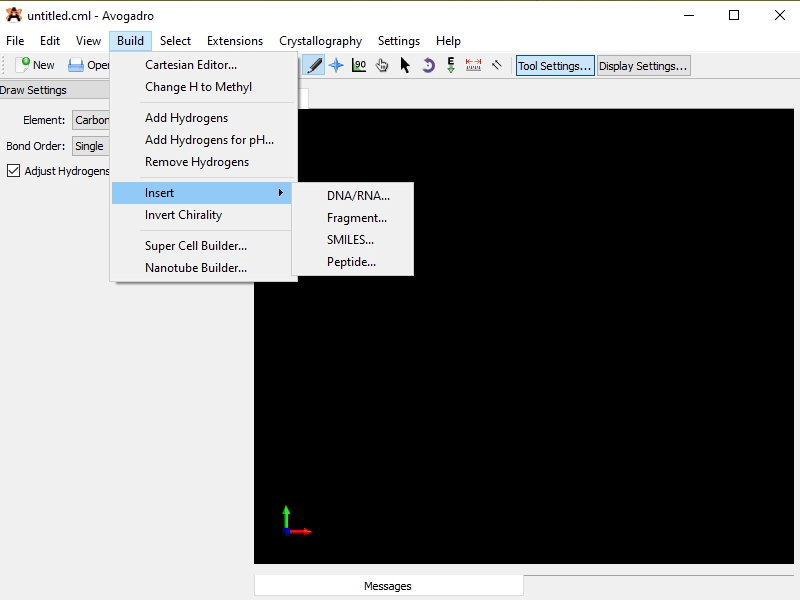 untitled.cml - Avogadro
File Edit View Build Select Extensions Crystallography Settings Help
New Open
90
E
Tool Settings... Display Settings...
Draw Settings
Element: Carbon
Bond Order: Single
Adjust Hydrogens
Cartesian Editor...
Change H to Methyl
Add Hydrogens
Add Hydrogens for pH...
Remove Hydrogens
Insert
Invert Chirality
Super Cell Builder...
Nanotube Builder...
DNA/RNA...
Fragment...
SMILES...
Peptide...
Messages